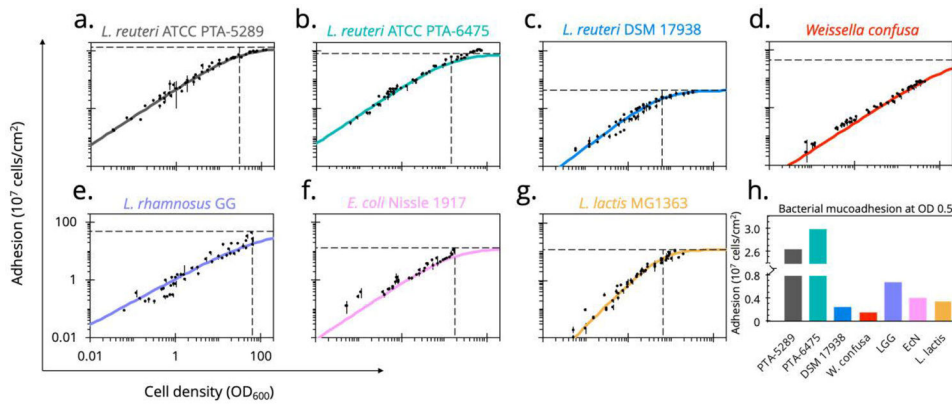 a.
L. reuteri ATCC PTA-5289
b.
L. reuteri ATCC PTA-6475
c.
L. reuteri DSM 17938
d.
Weissella confusa
e.
L. rhamnosus GG
f.
E. coli Nissle 1917
g.
L. lactis MG1363
h.
Bacterial mucoadhesion at OD 0.5
Adhesion (10⁷ cells/cm²)
100
1
0.01
0.01
1
100
Cell density (OD₆₀₀)
Adhesion (10⁷ cells/cm²)
3.0
2.6
0.4
0
PTA-5289
PTA-6475
DSM 17938
W. confusa
LGG
EcN
L. lactis